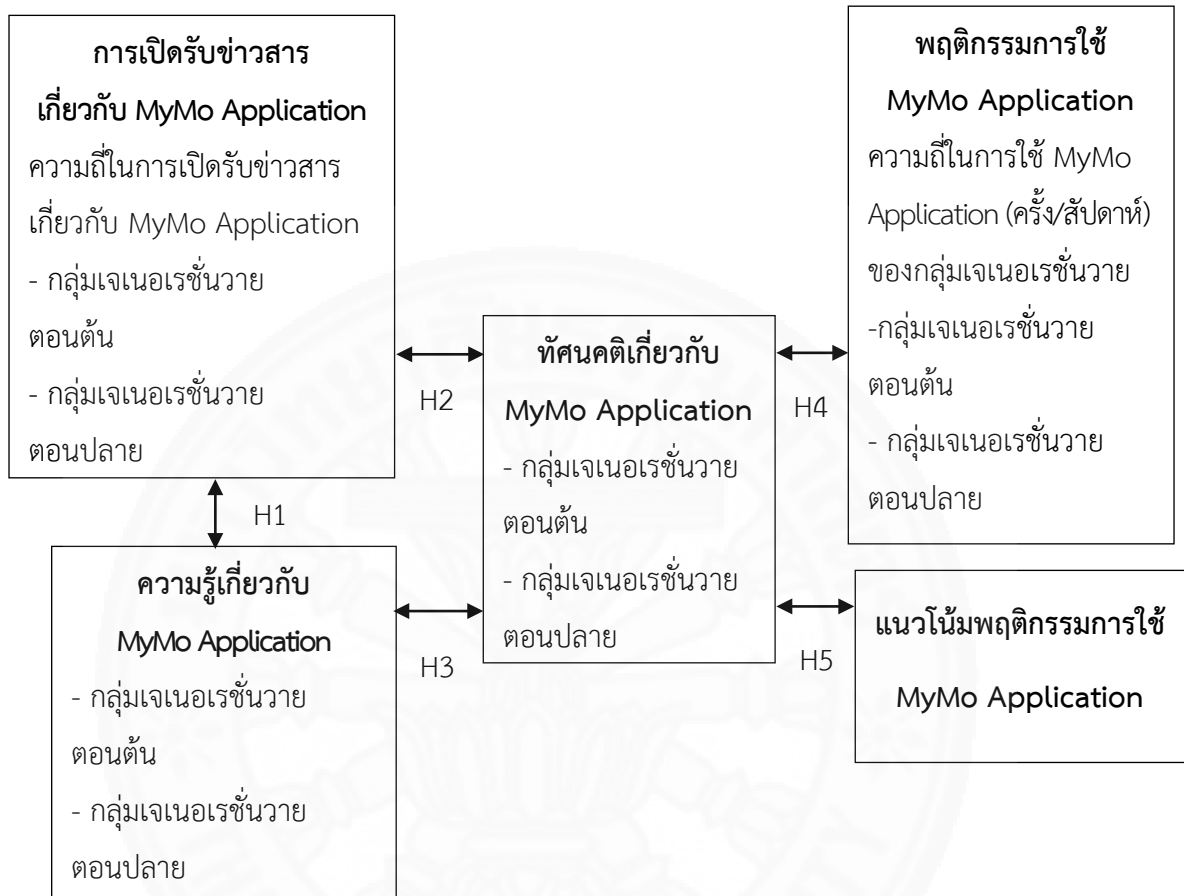 การเปิดรับข่าวสาร
เกี่ยวกับ MyMo Application
ความถี่ในการเปิดรับข่าวสาร
เกี่ยวกับ MyMo Application
- กลุ่มเจเนอเรชั่นวาย
ตอนต้น
- กลุ่มเจเนอเรชั่นวาย
ตอนปลาย
H1
ความรู้เกี่ยวกับ
MyMo Application
- กลุ่มเจเนอเรชั่นวาย
ตอนต้น
- กลุ่มเจเนอเรชั่นวาย
ตอนปลาย
H2
H3
ทัศนคติเกี่ยวกับ
MyMo Application
- กลุ่มเจเนอเรชั่นวาย
ตอนต้น
- กลุ่มเจเนอเรชั่นวาย
ตอนปลาย
H4
H5
พฤติกรรมการใช้
MyMo Application
ความถี่ในการใช้ MyMo
Application (ครั้ง/สัปดาห์)
ของกลุ่มเจเนอเรชั่นวาย
-กลุ่มเจเนอเรชั่นวาย
ตอนต้น
- กลุ่มเจเนอเรชั่นวาย
ตอนปลาย
แนวโน้มพฤติกรรมการใช้
MyMo Application